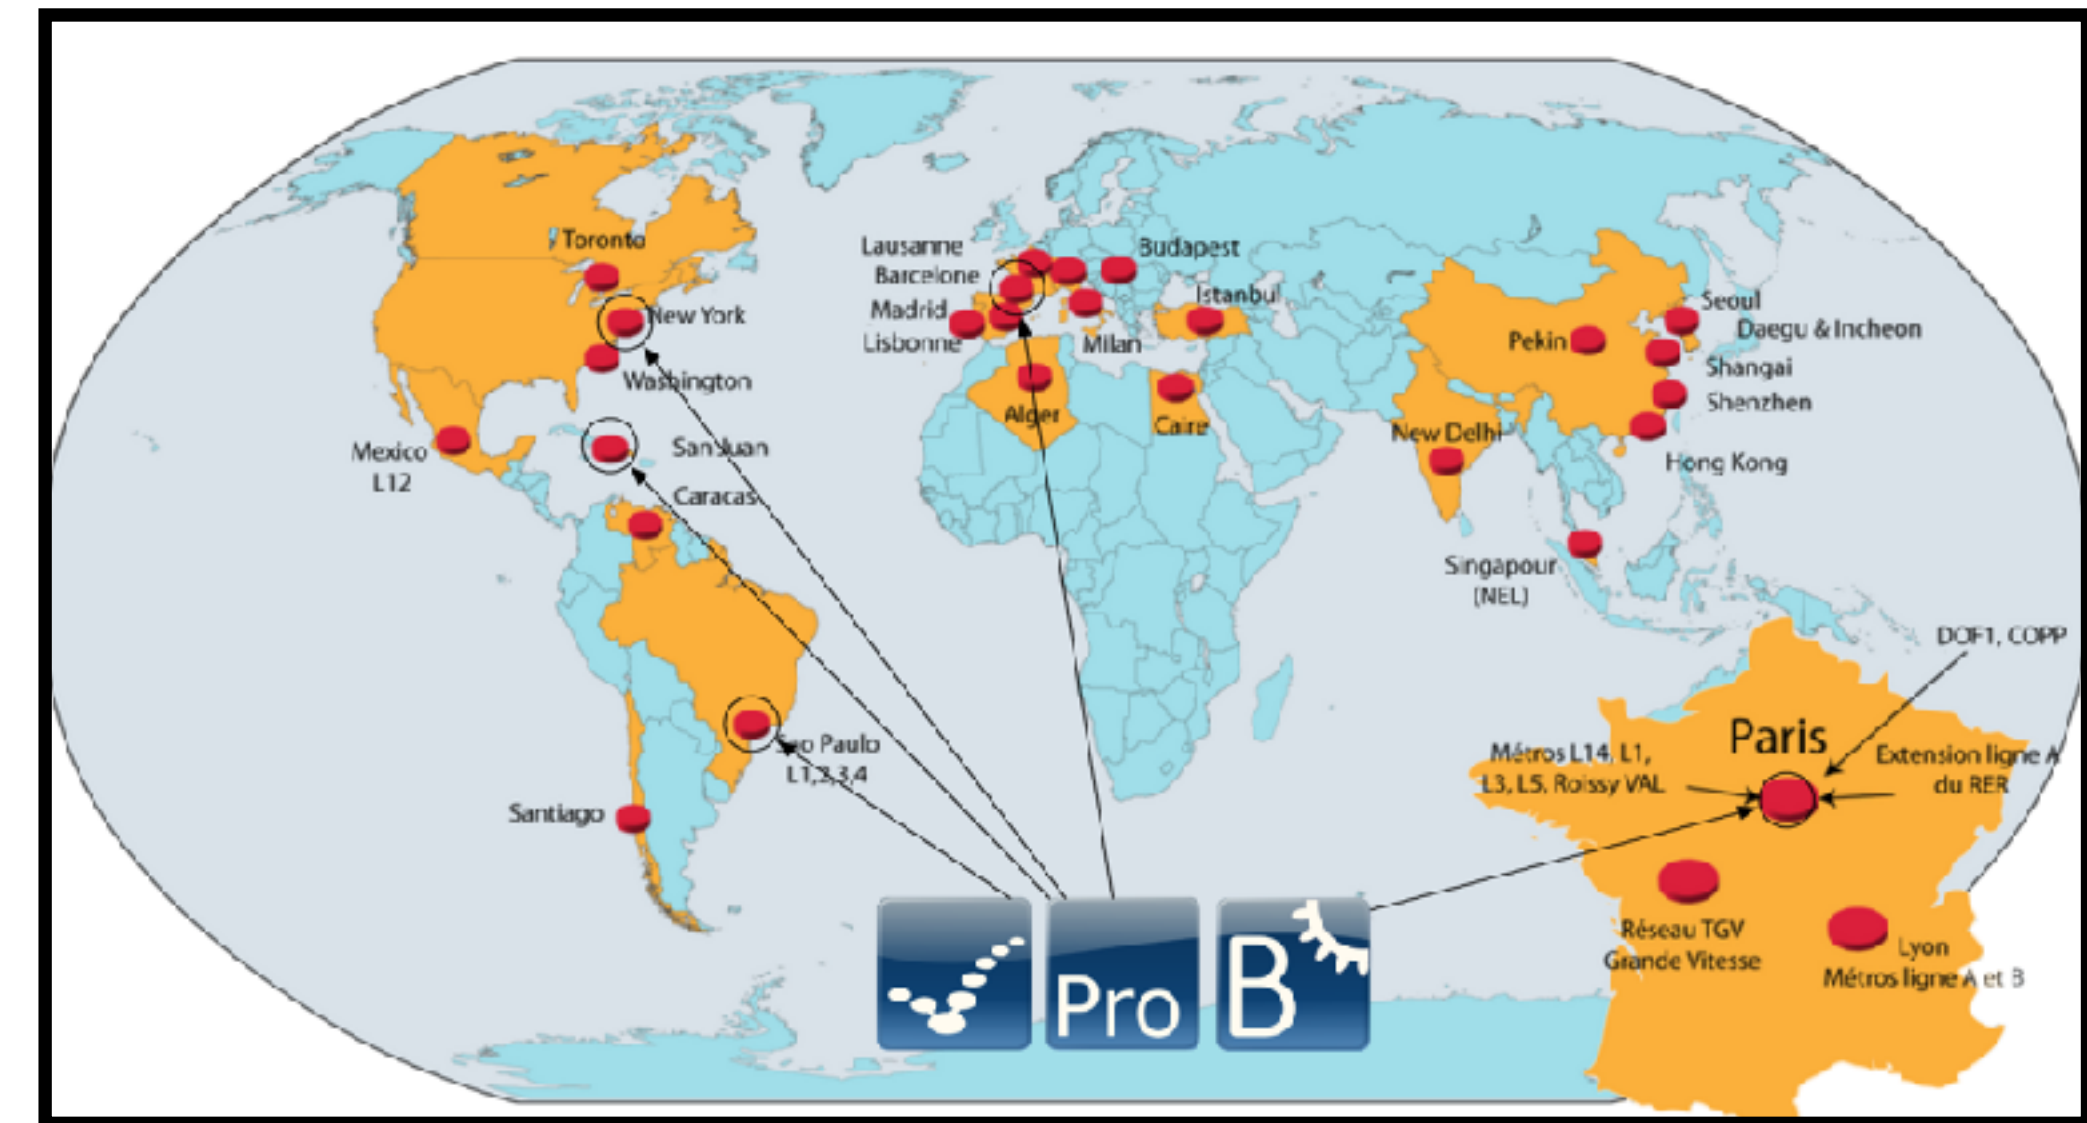 Toronto
New York
Washington
Mexico
L12
San Juan
Caracas
Sao Paulo
L1,2,3,4
Santiago
Lausanne
Barcelone
Madrid
Lisbonne
Budapest
Istanbul
Milan
Alger
Caire
New Delhi
Pekin
Seoul
Daegu & Incheon
Shangai
Shenzhen
Hong Kong
Singapour
(NEL)
DOF1, COPP
Paris
Métros L14, L1,
L3, L5, Roissy VAL
Extension ligne A
du RER
Réseau TGV
Grande Vitesse
Lyon
Métros ligne A et B
Pro
B